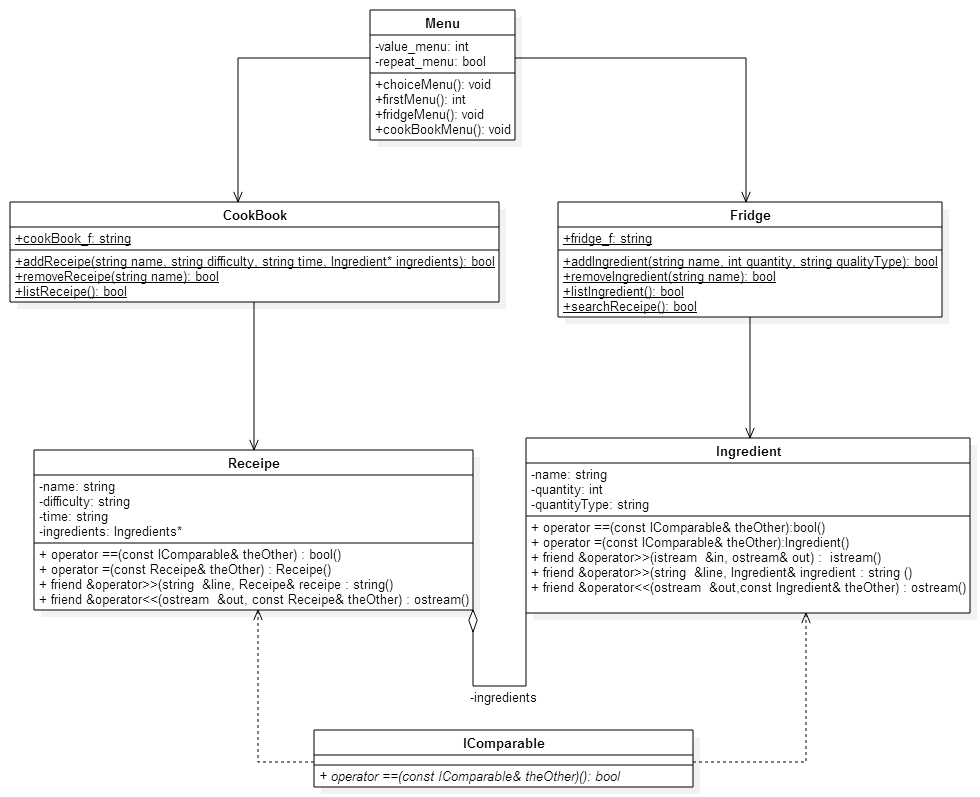 Menu
-value_menu: int
-repeat_menu: bool
+choiceMenu(): void
+firstMenu(): int
+fridgeMenu(): void
+cookBookMenu(): void
CookBook
+cookBook_f: string
+addReceipe(string name, string difficulty, string time, Ingredient* ingredients): bool
+removeReceipe(string name): bool
+listReceipe(): bool
Fridge
+fridge_f: string
+addIngredient(string name, int quantity, string qualityType): bool
+removeIngredient(string name): bool
+listIngredient(): bool
+searchReceipe(): bool
Receipe
-name: string
-difficulty: string
-time: string
-ingredients: Ingredients*
+ operator ==(const IComparable& theOther) : bool()
+ operator =(const Receipe& theOther) : Receipe()
+ friend &operator>>(string  &line, Receipe& receipe : string()
+ friend &operator<<(ostream  &out, const Receipe& theOther) : ostream()
Ingredient
-name: string
-quantity: int
-quantityType: string
+ operator ==(const IComparable& theOther):bool()
+ operator =(const IComparable& theOther):Ingredient()
+ friend &operator>>(istream  &in, ostream& out) :  istream()
+ friend &operator>>(string  &line, Ingredient& ingredient : string ()
+ friend &operator<<(ostream  &out,const Ingredient& theOther) : ostream()
-ingredients
IComparable
+ operator ==(const IComparable& theOther)(): bool